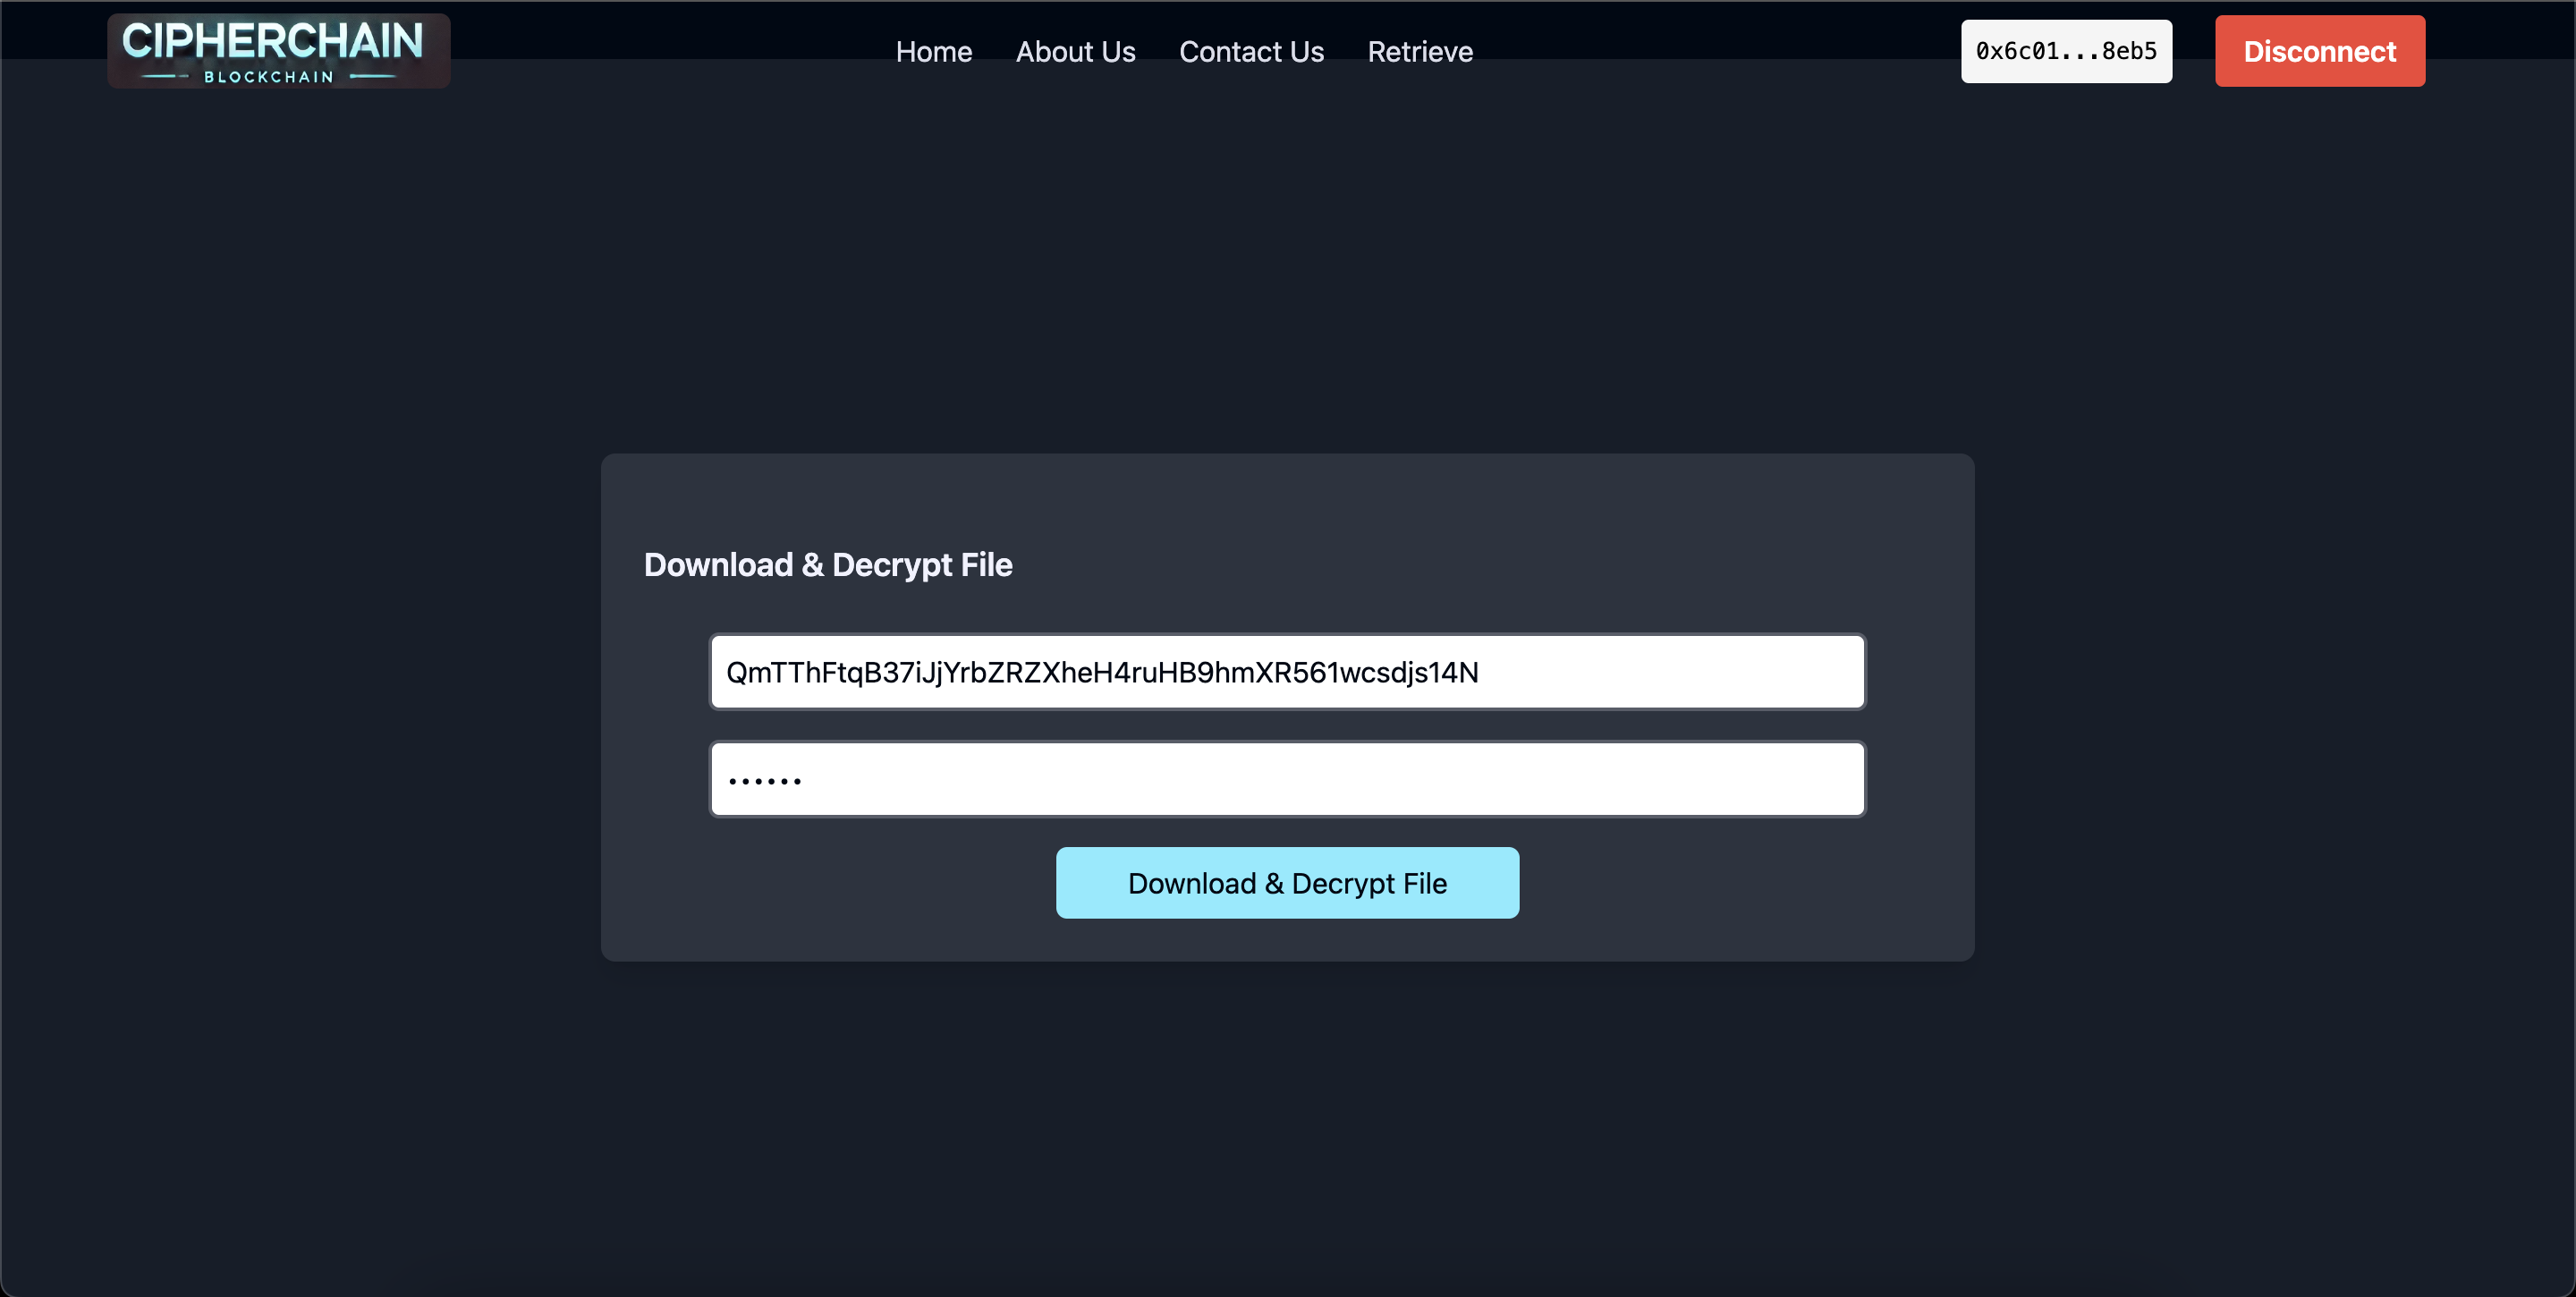 CIPHERCHAIN
BLOCKCHAIN
Home About Us Contact Us Retrieve
0x6c01...8eb5
Disconnect
Download & Decrypt File
QmTThFtqB37iJjYrbZRZXheH4ruHB9hmXR561wcsdjs14N
••••••
Download & Decrypt File